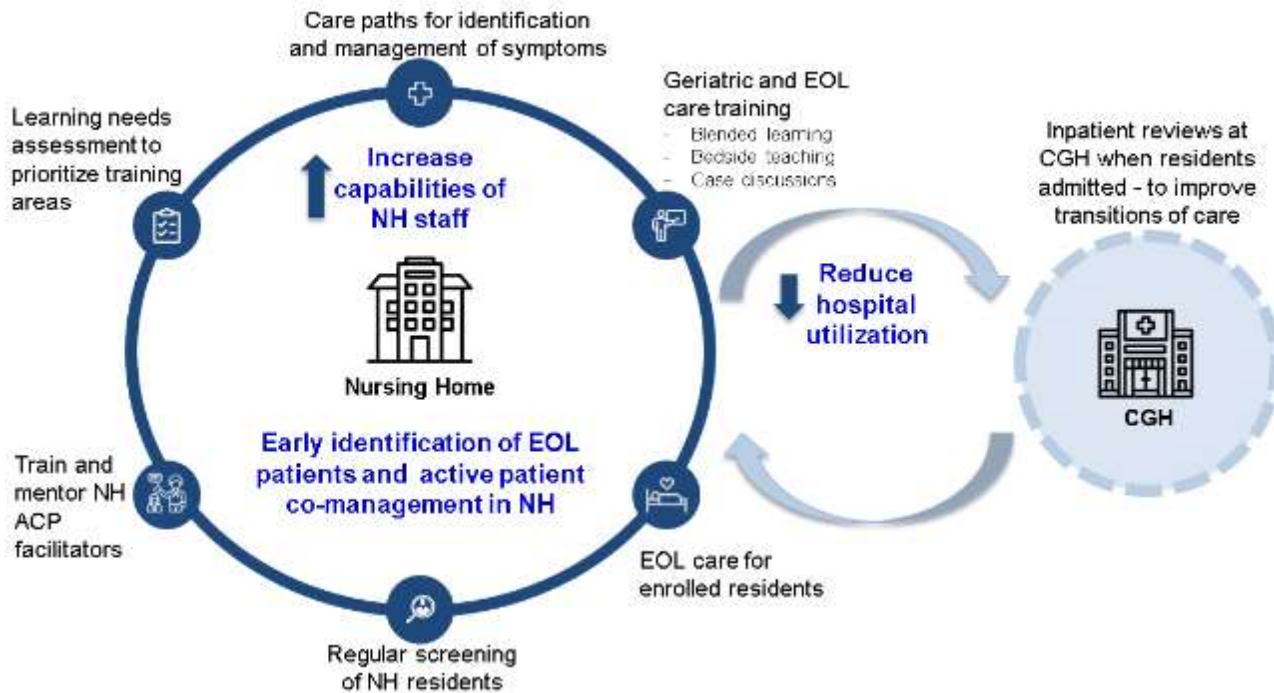 Care paths for identification
and management of symptoms
Learning needs
assessment to
prioritize training
areas
Increase
capabilities of
NH staff
Geriatric and EOL
care training
- Blended learning
- Bedside teaching
- Case discussions
Inpatient reviews at
CGH when residents
admitted - to improve
transitions of care
Reduce
hospital
utilization
Nursing Home
CGH
Early identification of EOL
patients and active patient
co-management in NH
Train and
mentor NH
ACP
facilitators
EOL care for
enrolled residents
Regular screening
of NH residents